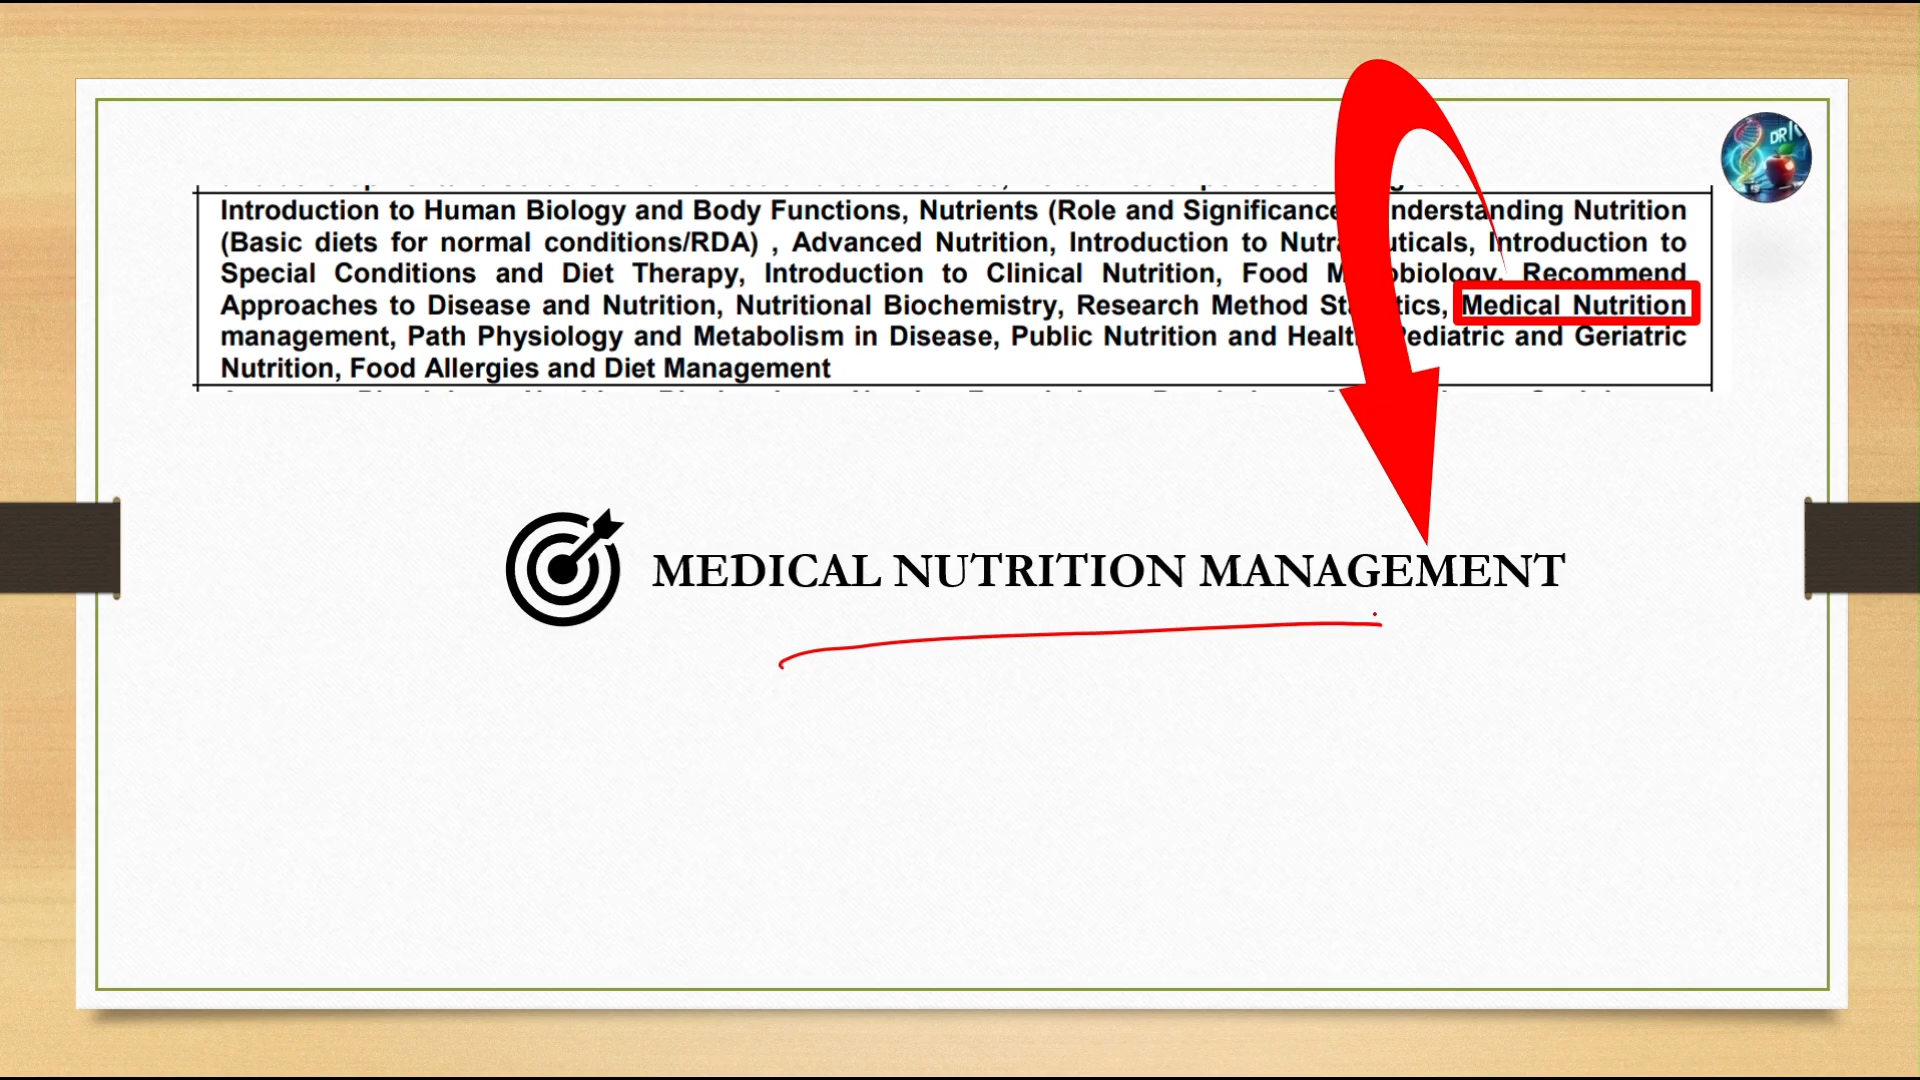 Introduction to Human Biology and Body Functions, Nutrients (Role and Significance nderstanding Nutrition
(Basic diets for normal conditions/RDA) , Advanced Nutrition, Introduction to Nutra uticals, Introduction to
Special Conditions and Diet Therapy, Introduction to Clinical Nutrition, Food M obiology, Recommend
Approaches to Disease and Nutrition, Nutritional Biochemistry, Research Method St tics, Medical Nutrition
management, Path Physiology and Metabolism in Disease, Public Nutrition and Healt Pediatric and Geriatric
Nutrition, Food Allergies and Diet Management
MEDICAL NUTRITION MANAGEMENT
DR